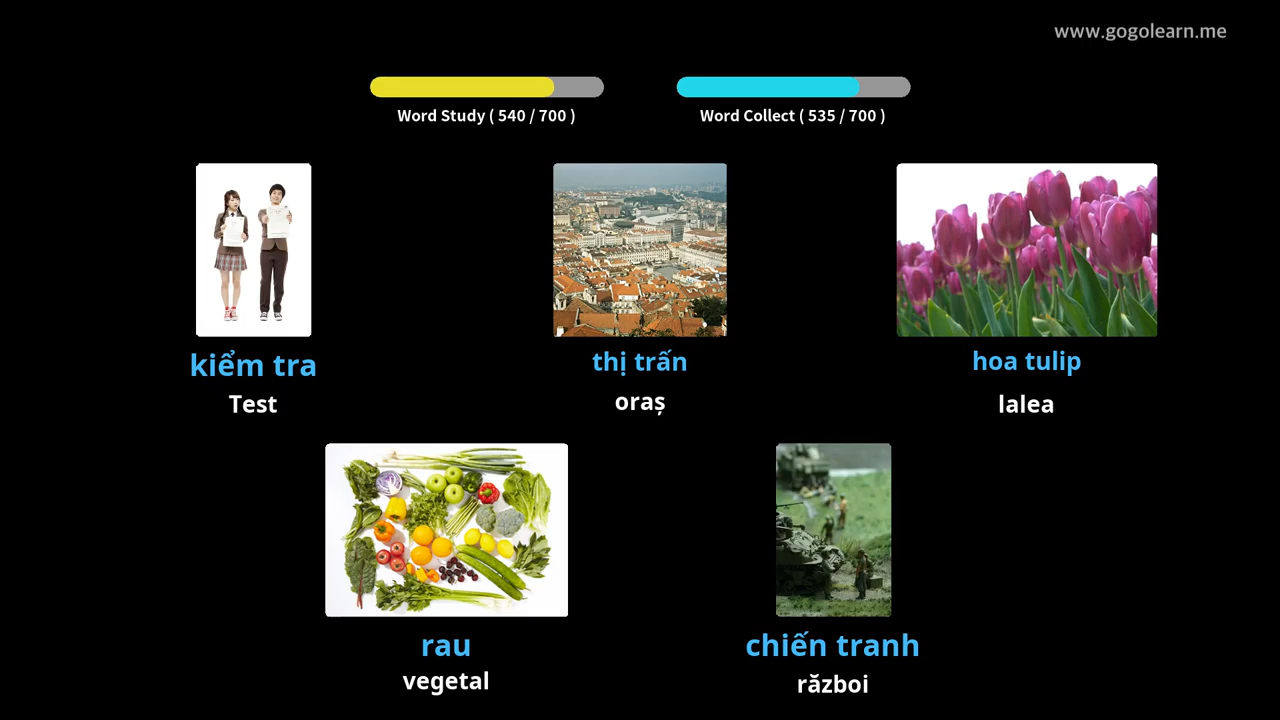 www.gogolearn.me
Word Study ( 540 / 700 )
Word Collect ( 535 / 700 )
kiểm tra
Test
thị trấn
oraș
hoa tulip
lalea
rau
vegetal
chiến tranh
război